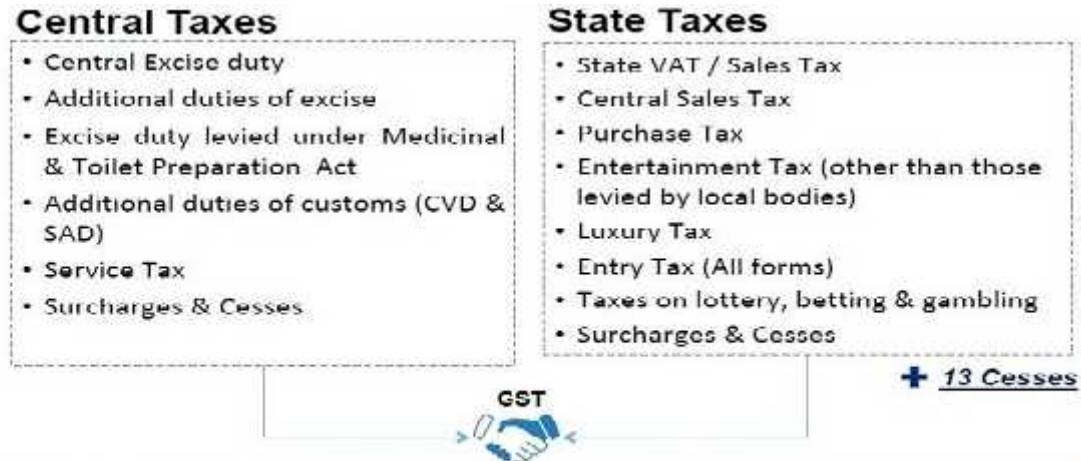 Central Taxes
• Central Excise duty
• Additional duties of excise
• Excise duty levied under Medicinal
& Toilet Preparation Act
• Additional duties of customs (CVD &
SAD)
• Service Tax
• Surcharges & Cesses
State Taxes
• State VAT / Sales Tax
• Central Sales Tax
• Purchase Tax
• Entertainment Tax (other than those
levied by local bodies)
• Luxury Tax
• Entry Tax (All forms)
• Taxes on lottery, betting & gambling
• Surcharges & Cesses
+ 13 Cesses
GST